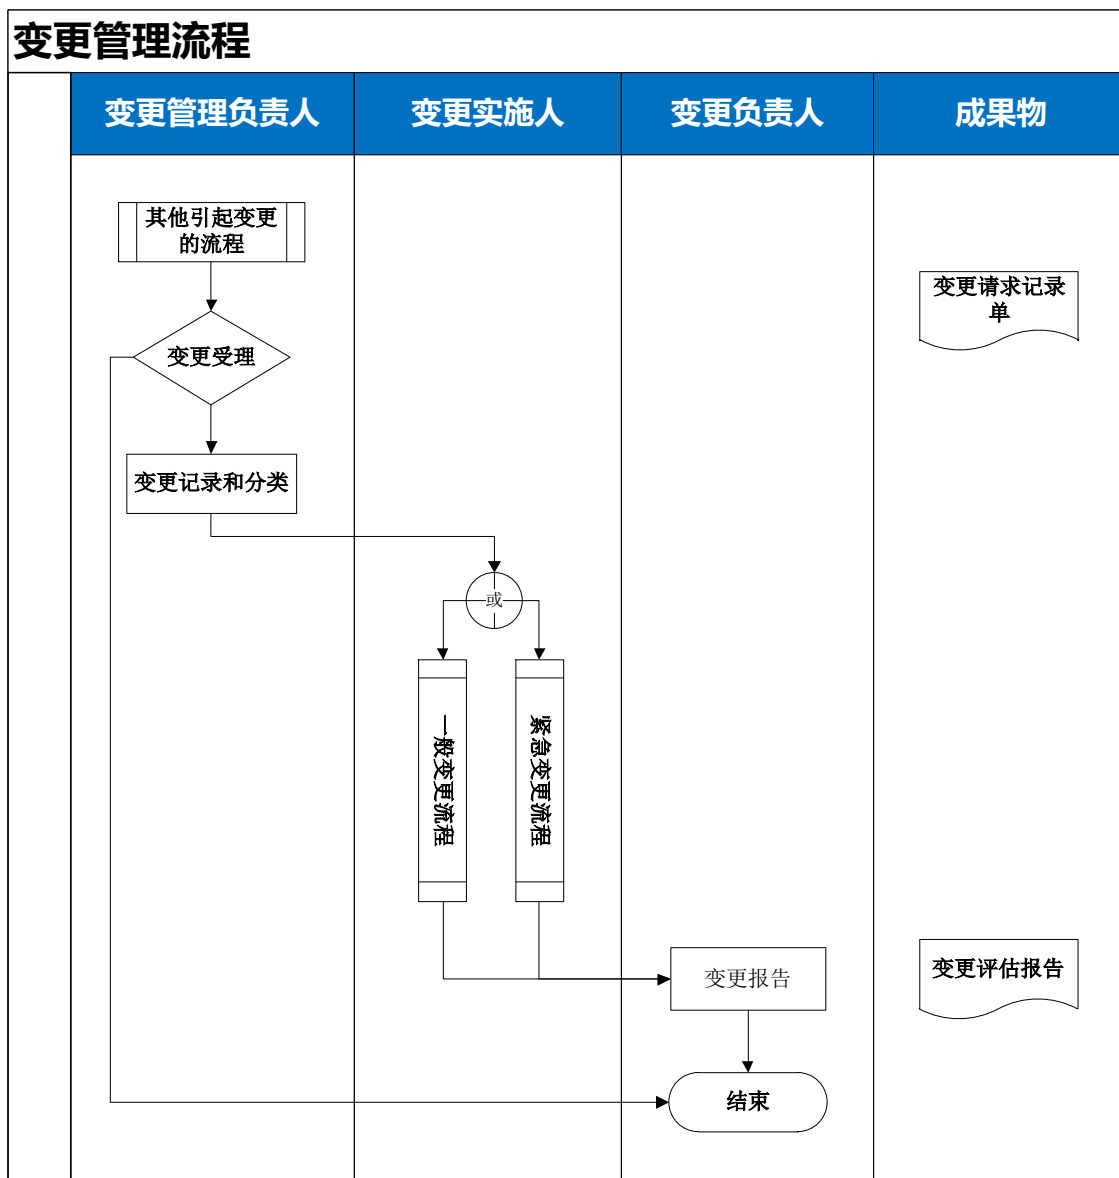 变更管理流程
变更管理负责人
变更实施人
变更负责人
成果物
其他引起变更
的流程
变更请求记录
单
变更受理
变更记录和分类
或
一般变更流程
紧急变更流程
变更报告
变更评估报告
结束